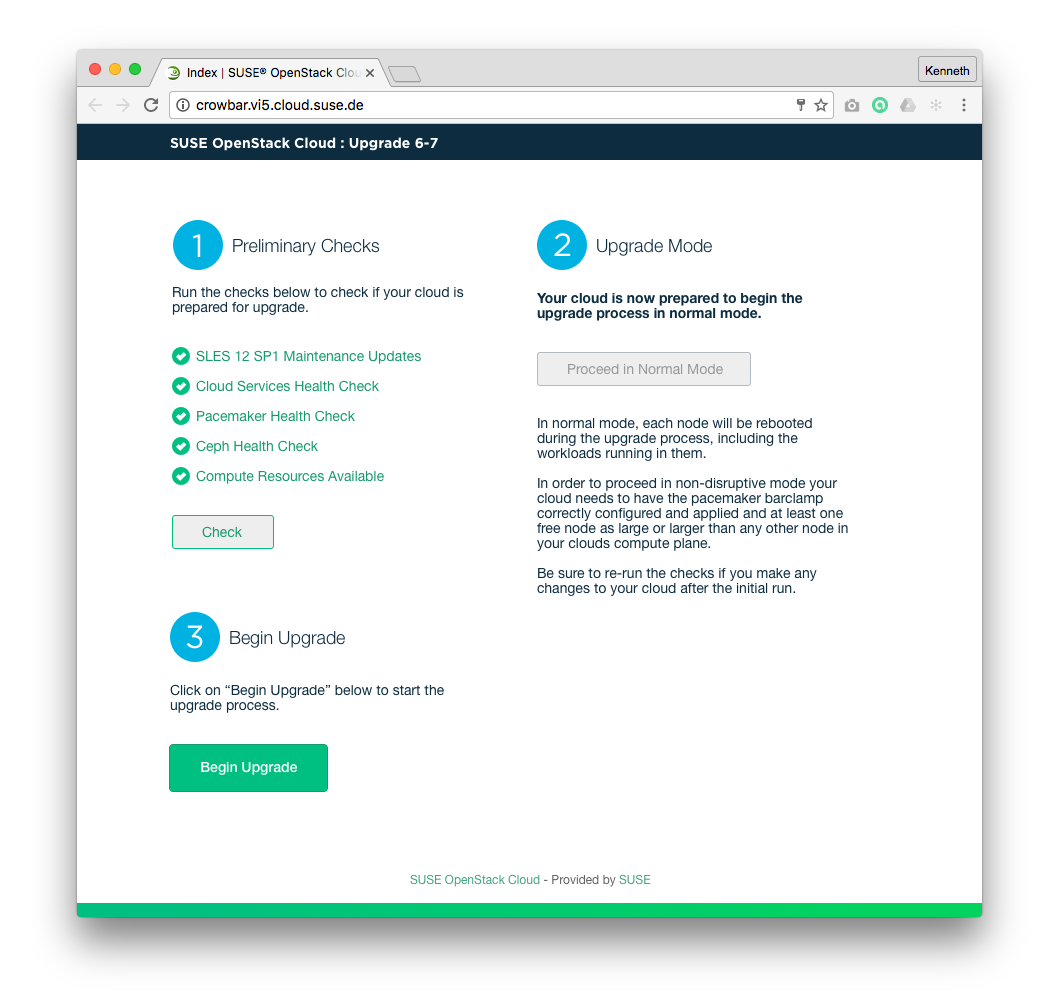 Index | SUSE® OpenStack Clou
Kenneth
crowbar.vi5.cloud.suse.de
SUSE OpenStack Cloud : Upgrade 6-7
1 Preliminary Checks
Run the checks below to check if your cloud is
prepared for upgrade.
SLES 12 SP1 Maintenance Updates
Cloud Services Health Check
Pacemaker Health Check
Ceph Health Check
Compute Resources Available
Check
2 Upgrade Mode
Your cloud is now prepared to begin the
upgrade process in normal mode.
Proceed in Normal Mode
In normal mode, each node will be rebooted
during the upgrade process, including the
workloads running in them.
In order to proceed in non-disruptive mode your
cloud needs to have the pacemaker barclamp
correctly configured and applied and at least one
free node as large or larger than any other node in
your clouds compute plane.
Be sure to re-run the checks if you make any
changes to your cloud after the initial run.
3 Begin Upgrade
Click on “Begin Upgrade” below to start the
upgrade process.
Begin Upgrade
SUSE OpenStack Cloud - Provided by SUSE